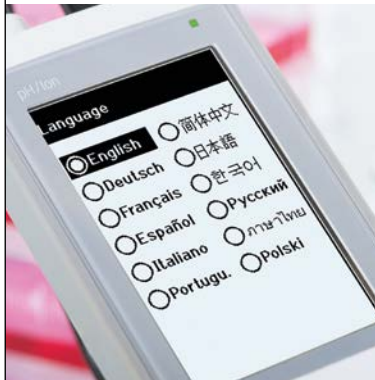 pH/Ion
Language
English
Deutsch
Français
Español
Italiano
Portugu.
简体中文
日本語
한국어
Русский
ภาษาไทย
Polski